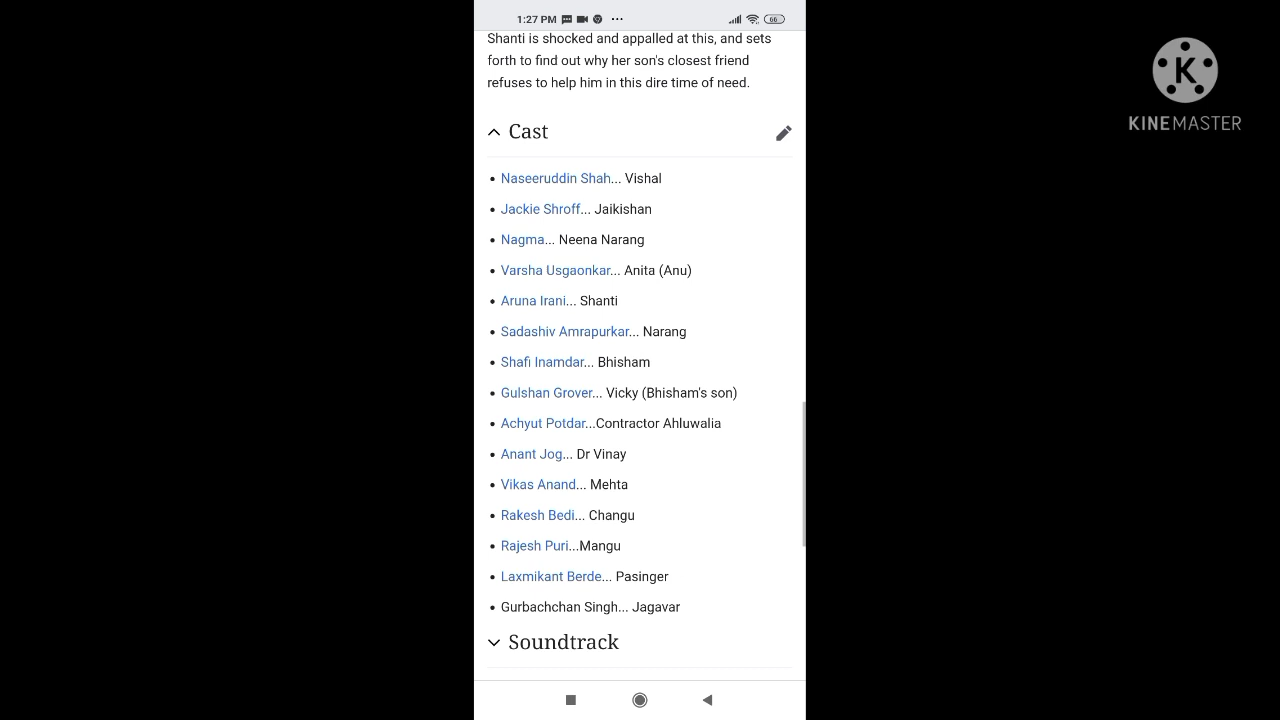 1:27 PM ...
66
Shanti is shocked and appalled at this, and sets
forth to find out why her son's closest friend
refuses to help him in this dire time of need.
Cast
• Naseeruddin Shah... Vishal
• Jackie Shroff... Jaikishan
• Nagma... Neena Narang
• Varsha Usgaonkar... Anita (Anu)
• Aruna Irani... Shanti
• Sadashiv Amrapurkar... Narang
• Shafi Inamdar... Bhisham
• Gulshan Grover... Vicky (Bhisham's son)
• Achyut Potdar...Contractor Ahluwalia
• Anant Jog... Dr Vinay
• Vikas Anand... Mehta
• Rakesh Bedi... Changu
• Rajesh Puri...Mangu
• Laxmikant Berde... Pasinger
• Gurbachchan Singh... Jagavar
Soundtrack
K
KINEMASTER